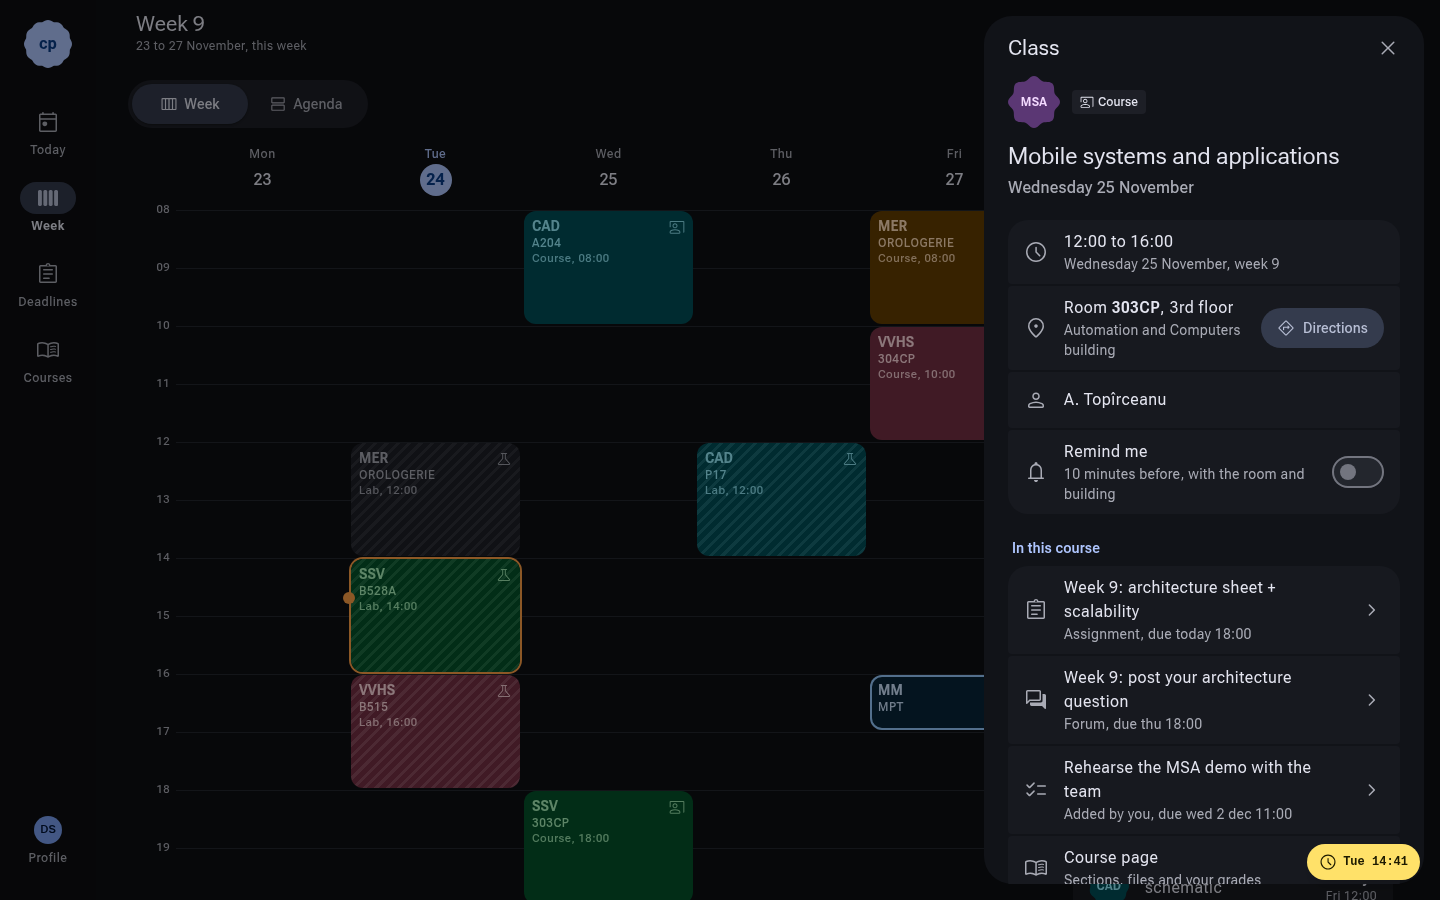 cp
Today
Week
Deadlines
Courses
DS
Profile
Week 9
23 to 27 November, this week
Week
Agenda
Mon
23
Tue
24
Wed
25
Thu
26
Fri
27
08
09
10
11
12
13
14
15
16
17
18
19
MER
OROLOGERIE
Lab, 12:00
SSV
B528A
Lab, 14:00
VVHS
B515
Lab, 16:00
CAD
A204
Course, 08:00
SSV
303CP
Course, 18:00
CAD
P17
Lab, 12:00
MER
OROLOGERIE
Course, 08:00
VVHS
304CP
Course, 10:00
MM
MPT
Class
MSA
Course
Mobile systems and applications
Wednesday 25 November
12:00 to 16:00
Wednesday 25 November, week 9
Room 303CP, 3rd floor
Automation and Computers
building
Directions
A. Topîrceanu
Remind me
10 minutes before, with the room and
building
In this course
Week 9: architecture sheet +
scalability
Assignment, due today 18:00
Week 9: post your architecture
question
Forum, due thu 18:00
Rehearse the MSA demo with the
team
Added by you, due wed 2 dec 11:00
Course page
Sections, files and your grades
Tue 14:41
CAD
schematic
Fri 12:00